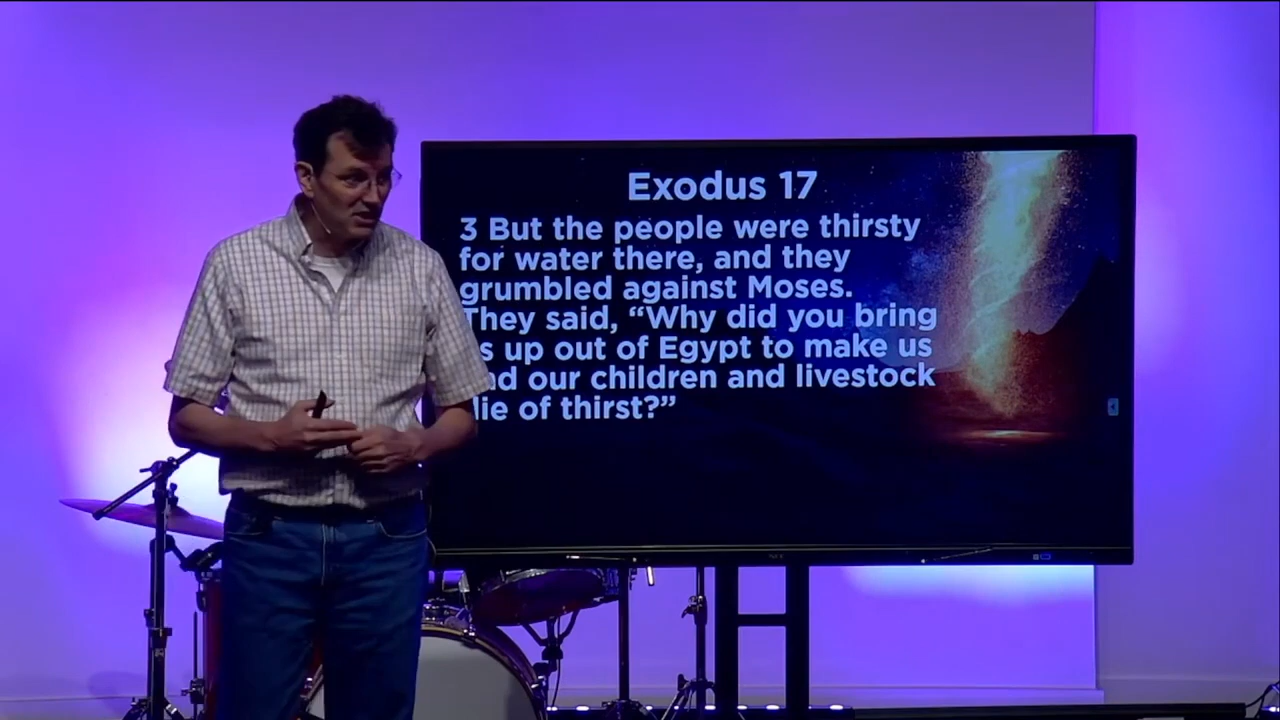 Exodus 17
3 But the people were thirsty
for water there, and they
grumbled against Moses.
They said, “Why did you bring
up out of Egypt to make us
our children and livestock
of thirst?”